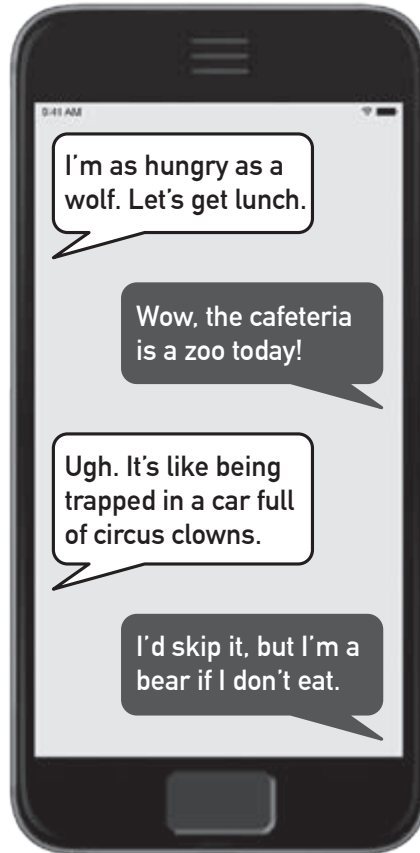 9:41 AM
I'm as hungry as a
wolf. Let's get lunch.
Wow, the cafeteria
is a zoo today!
Ugh. It's like being
trapped in a car full
of circus clowns.
I'd skip it, but I'm a
bear if I don't eat.